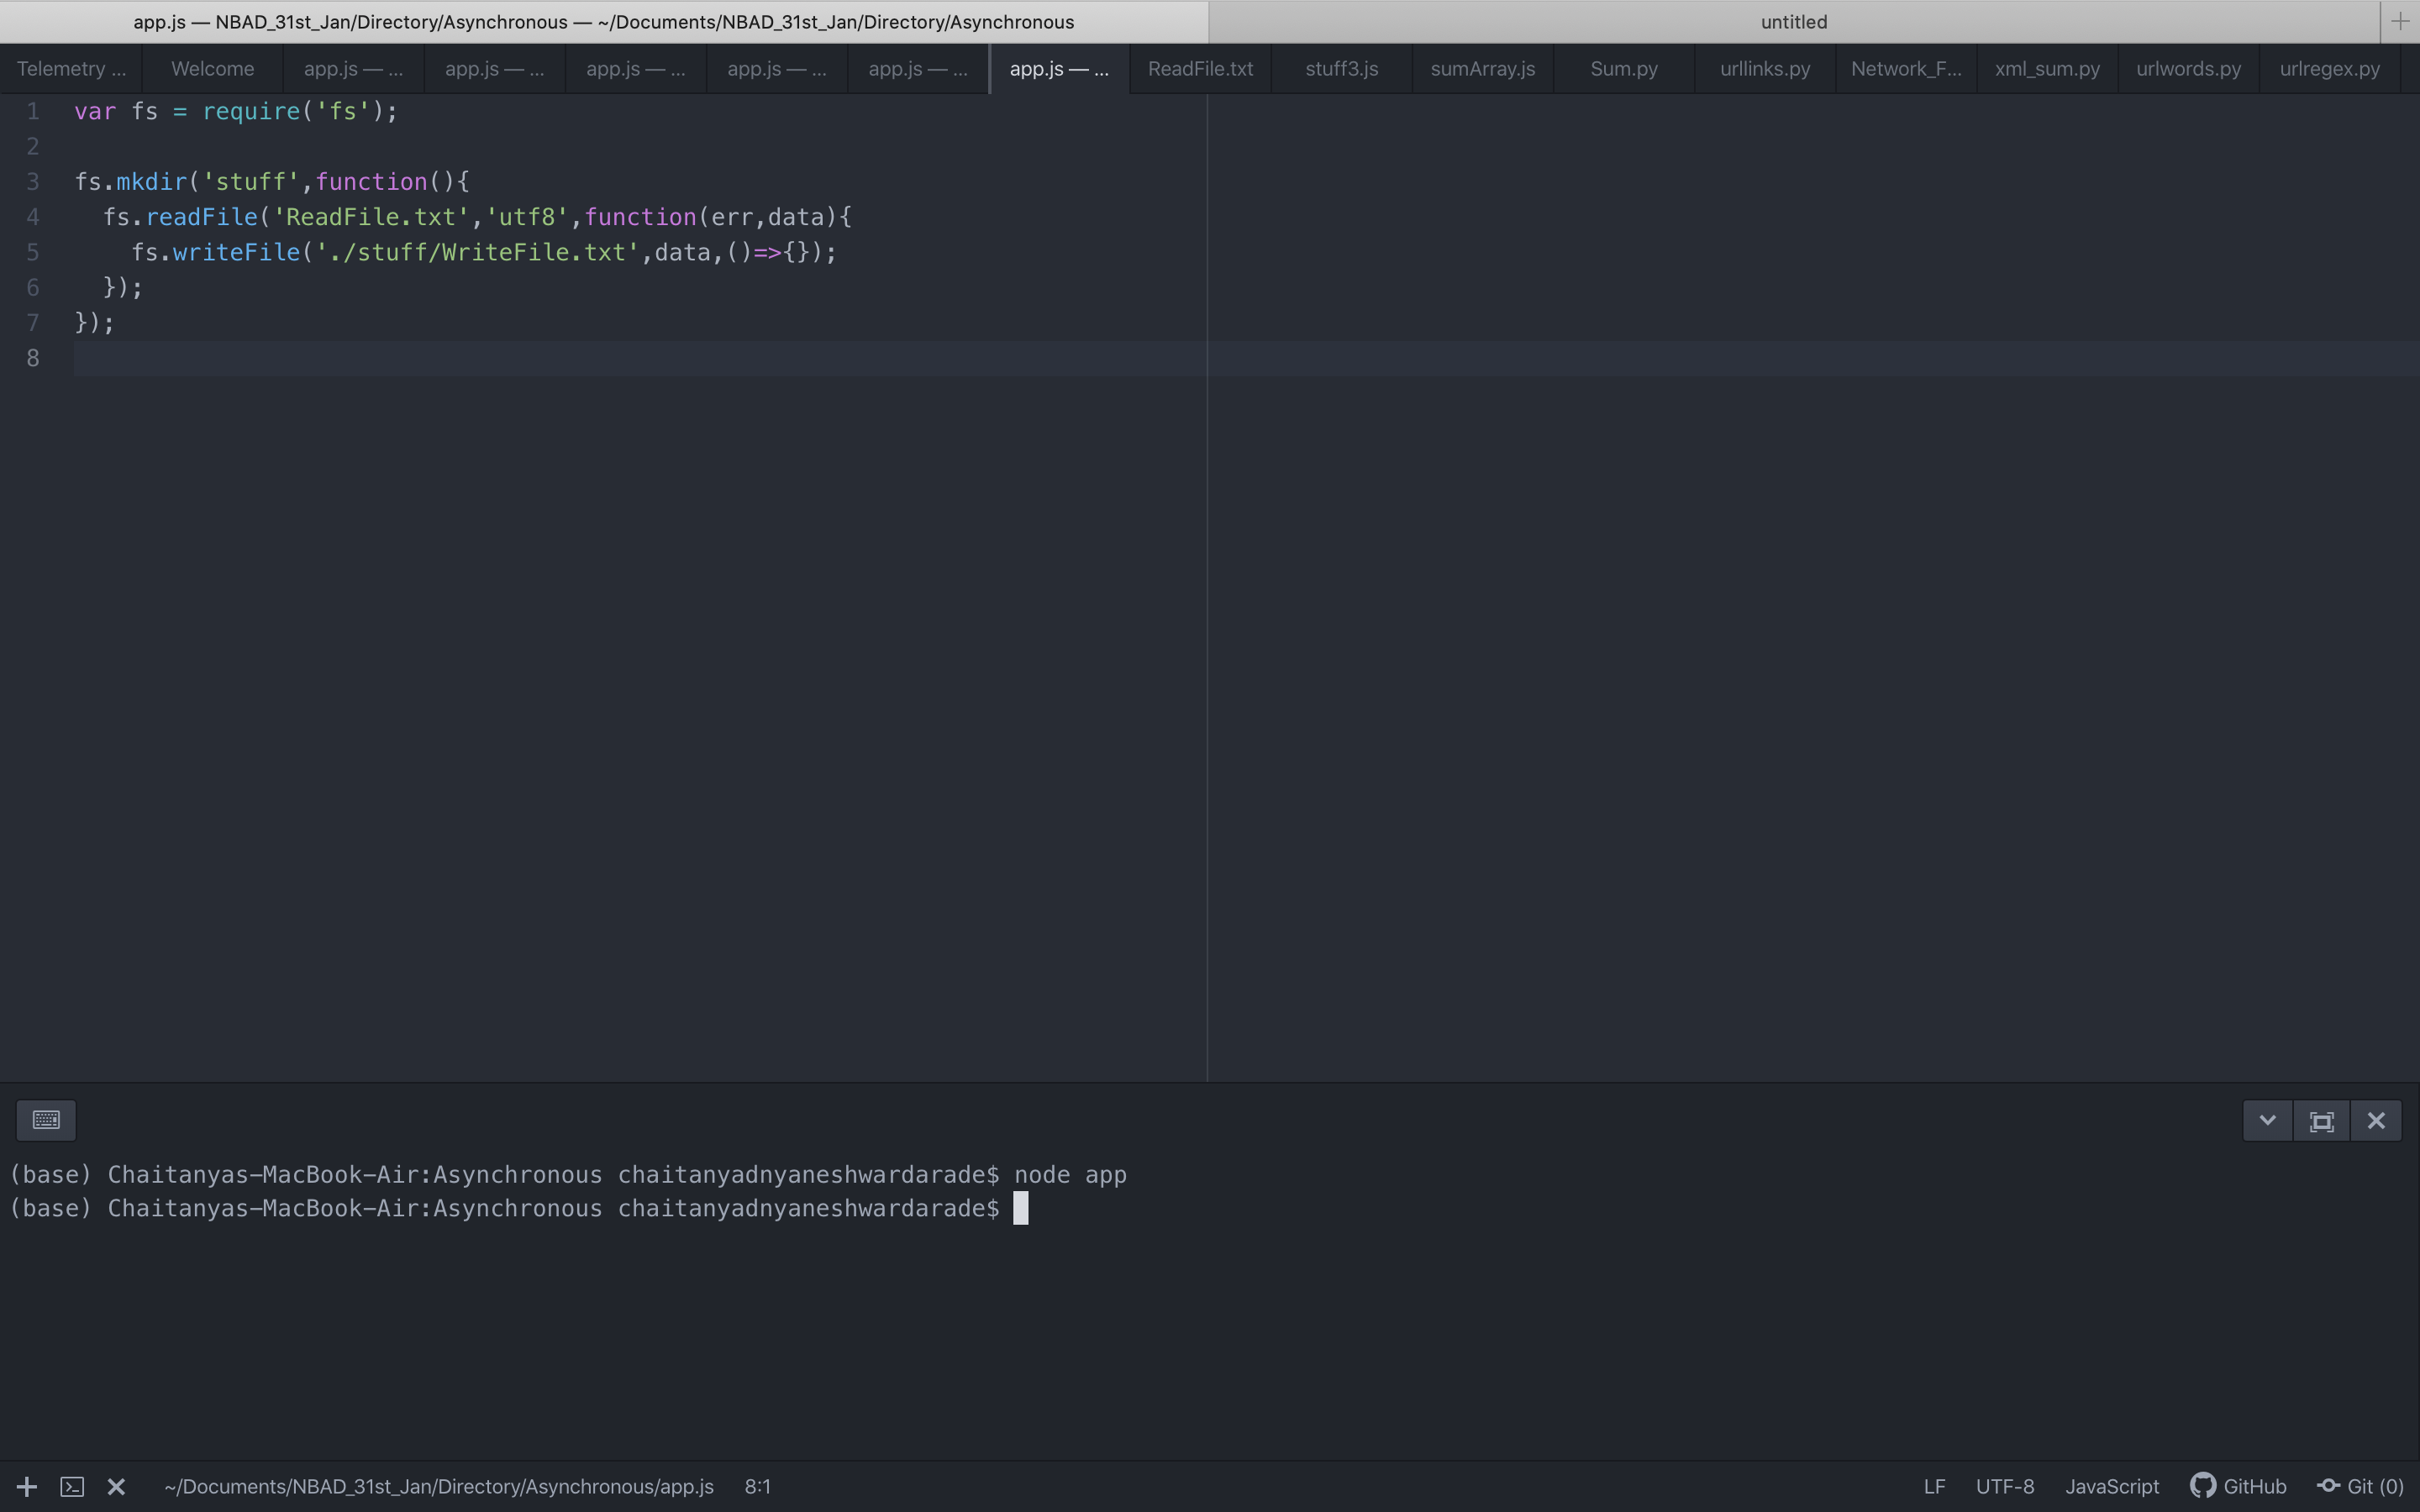 app.js — NBAD_31st_Jan/Directory/Asynchronous — ~/Documents/NBAD_31st_Jan/Directory/Asynchronous untitled
Telemetry ... Welcome app.js — ... app.js — ... app.js — ... app.js — ... app.js — ... app.js — ... ReadFile.txt stuff3.js sumArray.js Sum.py urllinks.py Network_F... xml_sum.py urlwords.py urlregex.py
1 var fs = require('fs');
2
3 fs.mkdir('stuff',function(){
4   fs.readFile('ReadFile.txt','utf8',function(err,data){
5     fs.writeFile('./stuff/WriteFile.txt',data,()=>{});
6   });
7 });
8
(base) Chaitanyas-MacBook-Air:Asynchronous chaitanyadnyaneshwardarade$ node app
(base) Chaitanyas-MacBook-Air:Asynchronous chaitanyadnyaneshwardarade$
~/Documents/NBAD_31st_Jan/Directory/Asynchronous/app.js 8:1 LF UTF-8 JavaScript GitHub Git (0)